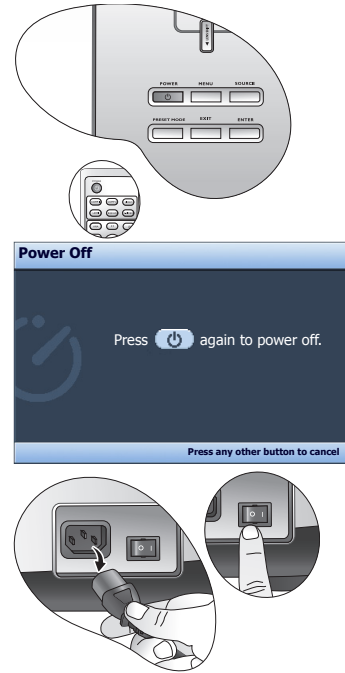 POWER MENU SOURCE
PRESET MODE EXIT ENTER
Power Off
Press again to power off.
Press any other button to cancel